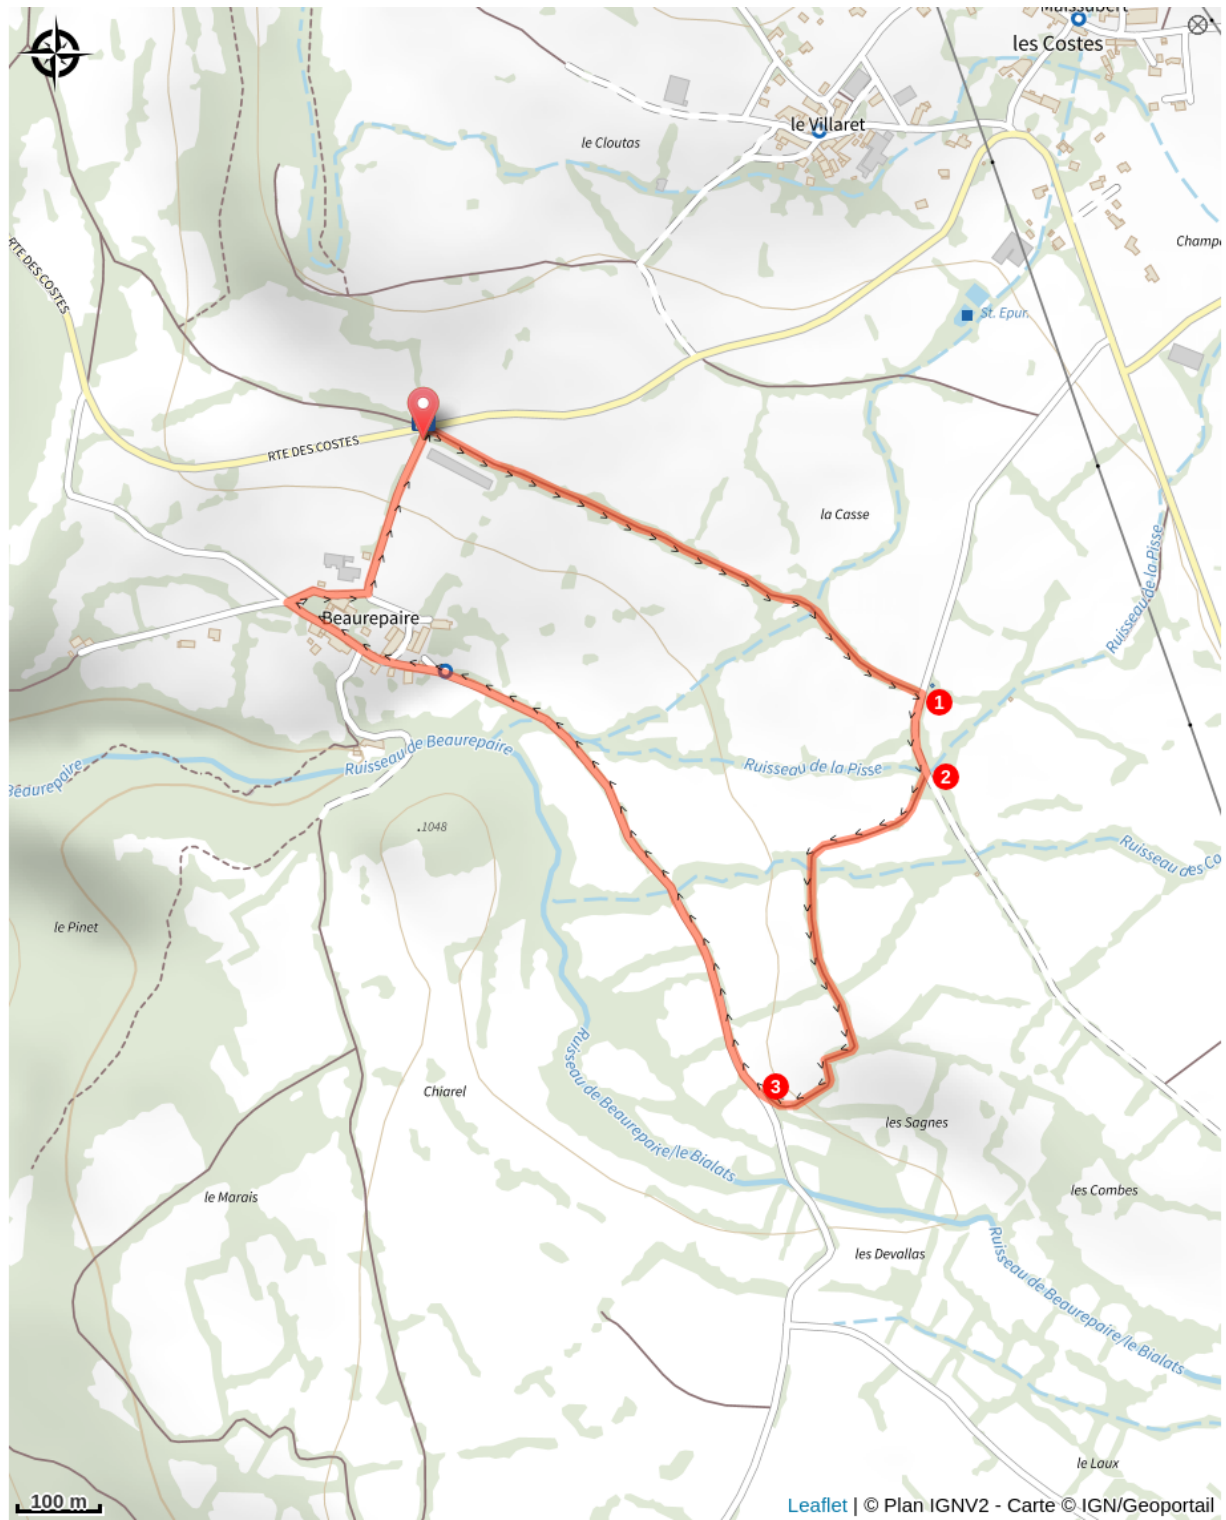 Maissubert
les Costes
le Villaret
le Cloutas
Champ
RTE DES COSTES
St. Epur.
RTE DES COSTES
la Casse
Ruisseau de la Pisse
Beaurepaire
1
Ruisseau de Beaurepaire
Ruisseau de la Pisse
2
Beaurepaire
.1048
Ruisseau des Co
le Pinet
Ruisseau de Beaurepaire/le Bialats
3
Chiarel
les Sagnes
le Marais
les Combes
les Devallas
Ruisseau de Beaurepaire/le Bialats
le Laux
100 m
Leaflet | © Plan IGNV2 - Carte © IGN/Geoportail